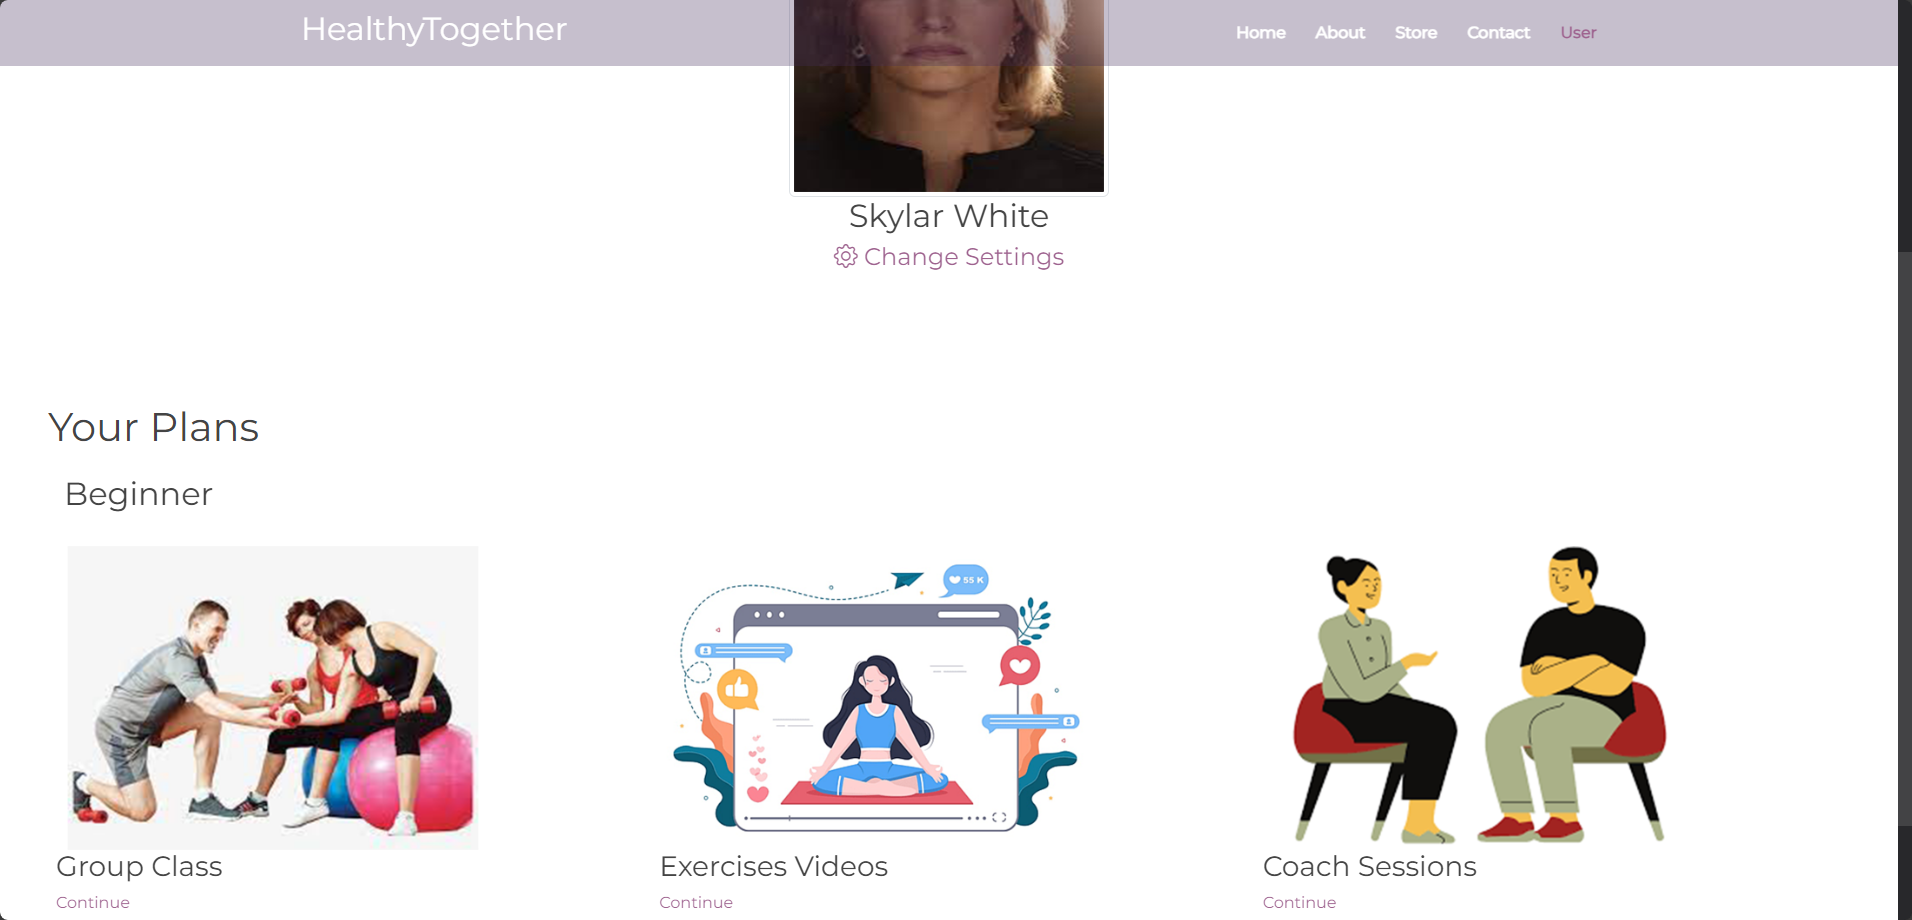 HealthyTogether
Home About Store Contact User
Skylar White
Change Settings
Your Plans
Beginner
55 K
Group Class
Exercises Videos
Coach Sessions
Continue
Continue
Continue